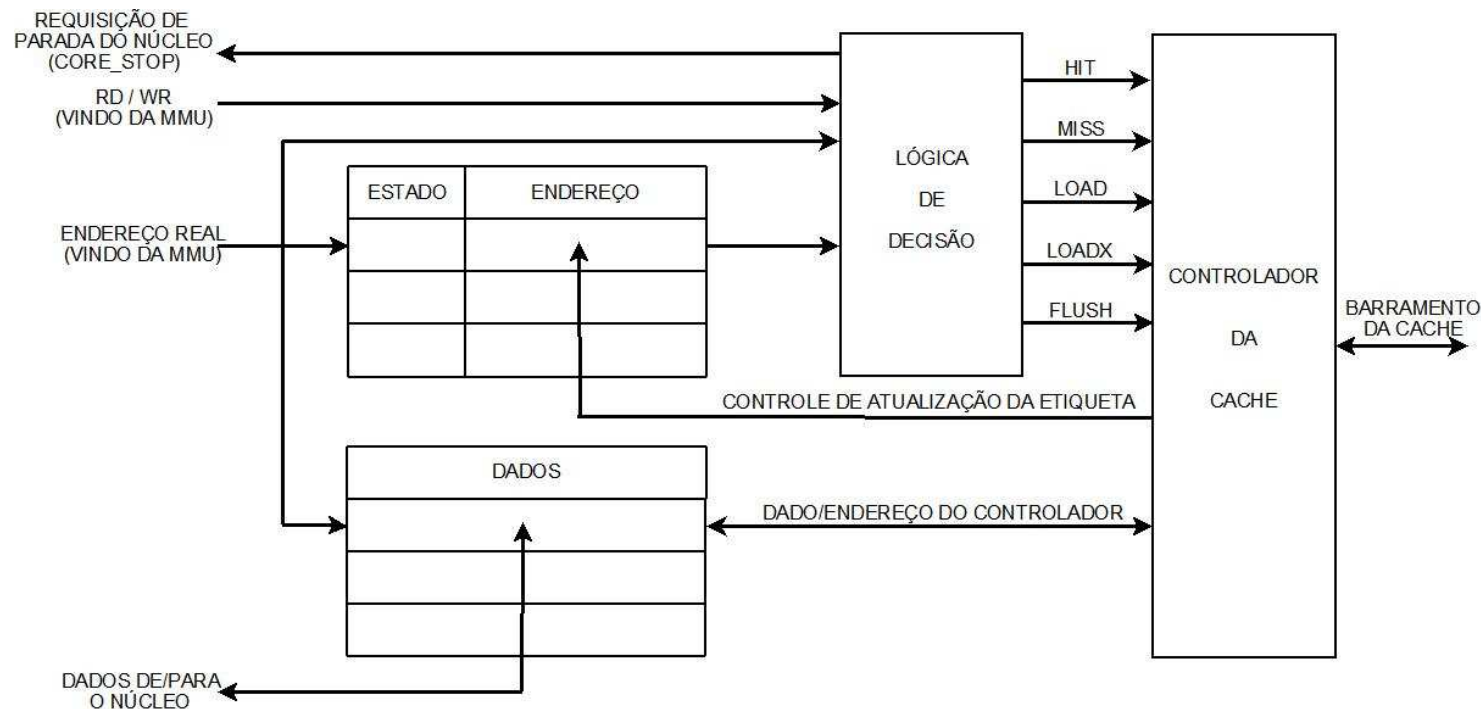 REQUISIÇÃO DE
PARADA DO NÚCLEO
(CORE_STOP)
RD / WR
(VINDO DA MMU)
ENDEREÇO REAL
(VINDO DA MMU)
ESTADO
ENDEREÇO
LÓGICA
DE
DECISÃO
HIT
MISS
LOAD
LOADX
FLUSH
CONTROLADOR
DA
CACHE
BARRAMENTO
DA CACHE
CONTROLE DE ATUALIZAÇÃO DA ETIQUETA
DADOS
DADO/ENDEREÇO DO CONTROLADOR
DADOS DE/PARA
O NÚCLEO